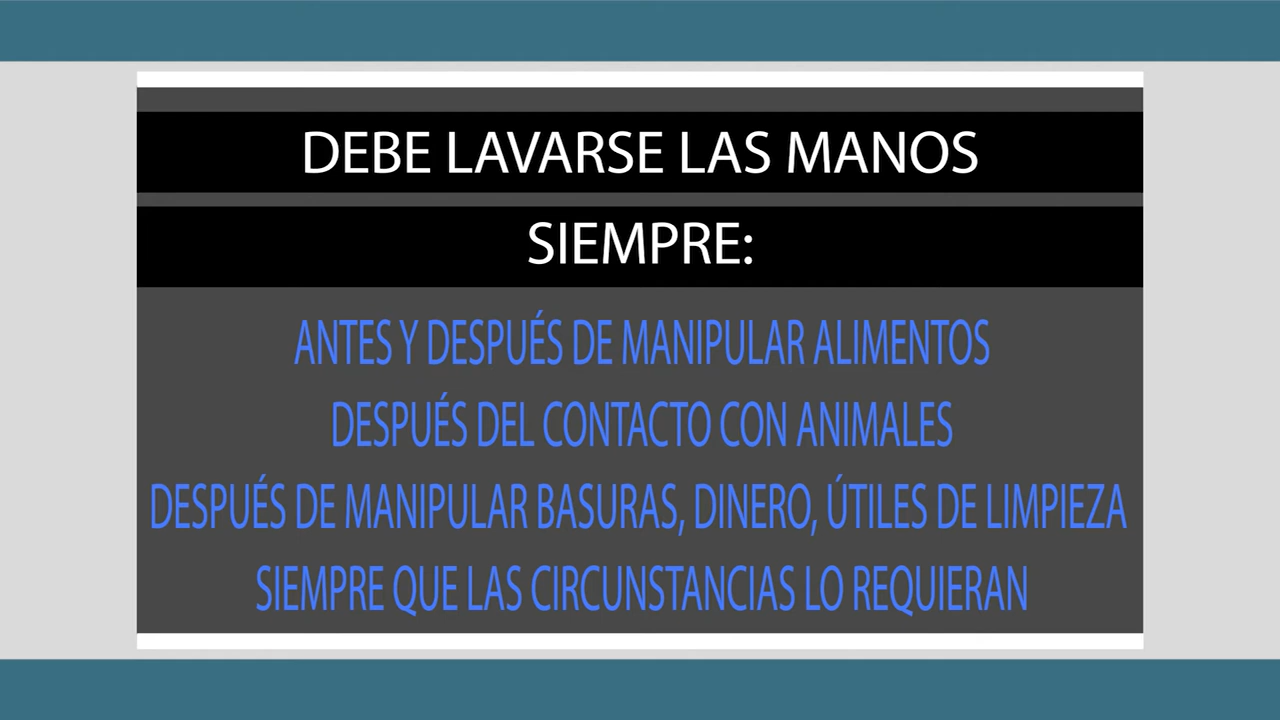 DEBE LAVARSE LAS MANOS
SIEMPRE:
ANTES Y DESPUÉS DE MANIPULAR ALIMENTOS
DESPUÉS DEL CONTACTO CON ANIMALES
DESPUÉS DE MANIPULAR BASURAS, DINERO, ÚTILES DE LIMPIEZA
SIEMPRE QUE LAS CIRCUNSTANCIAS LO REQUIERAN